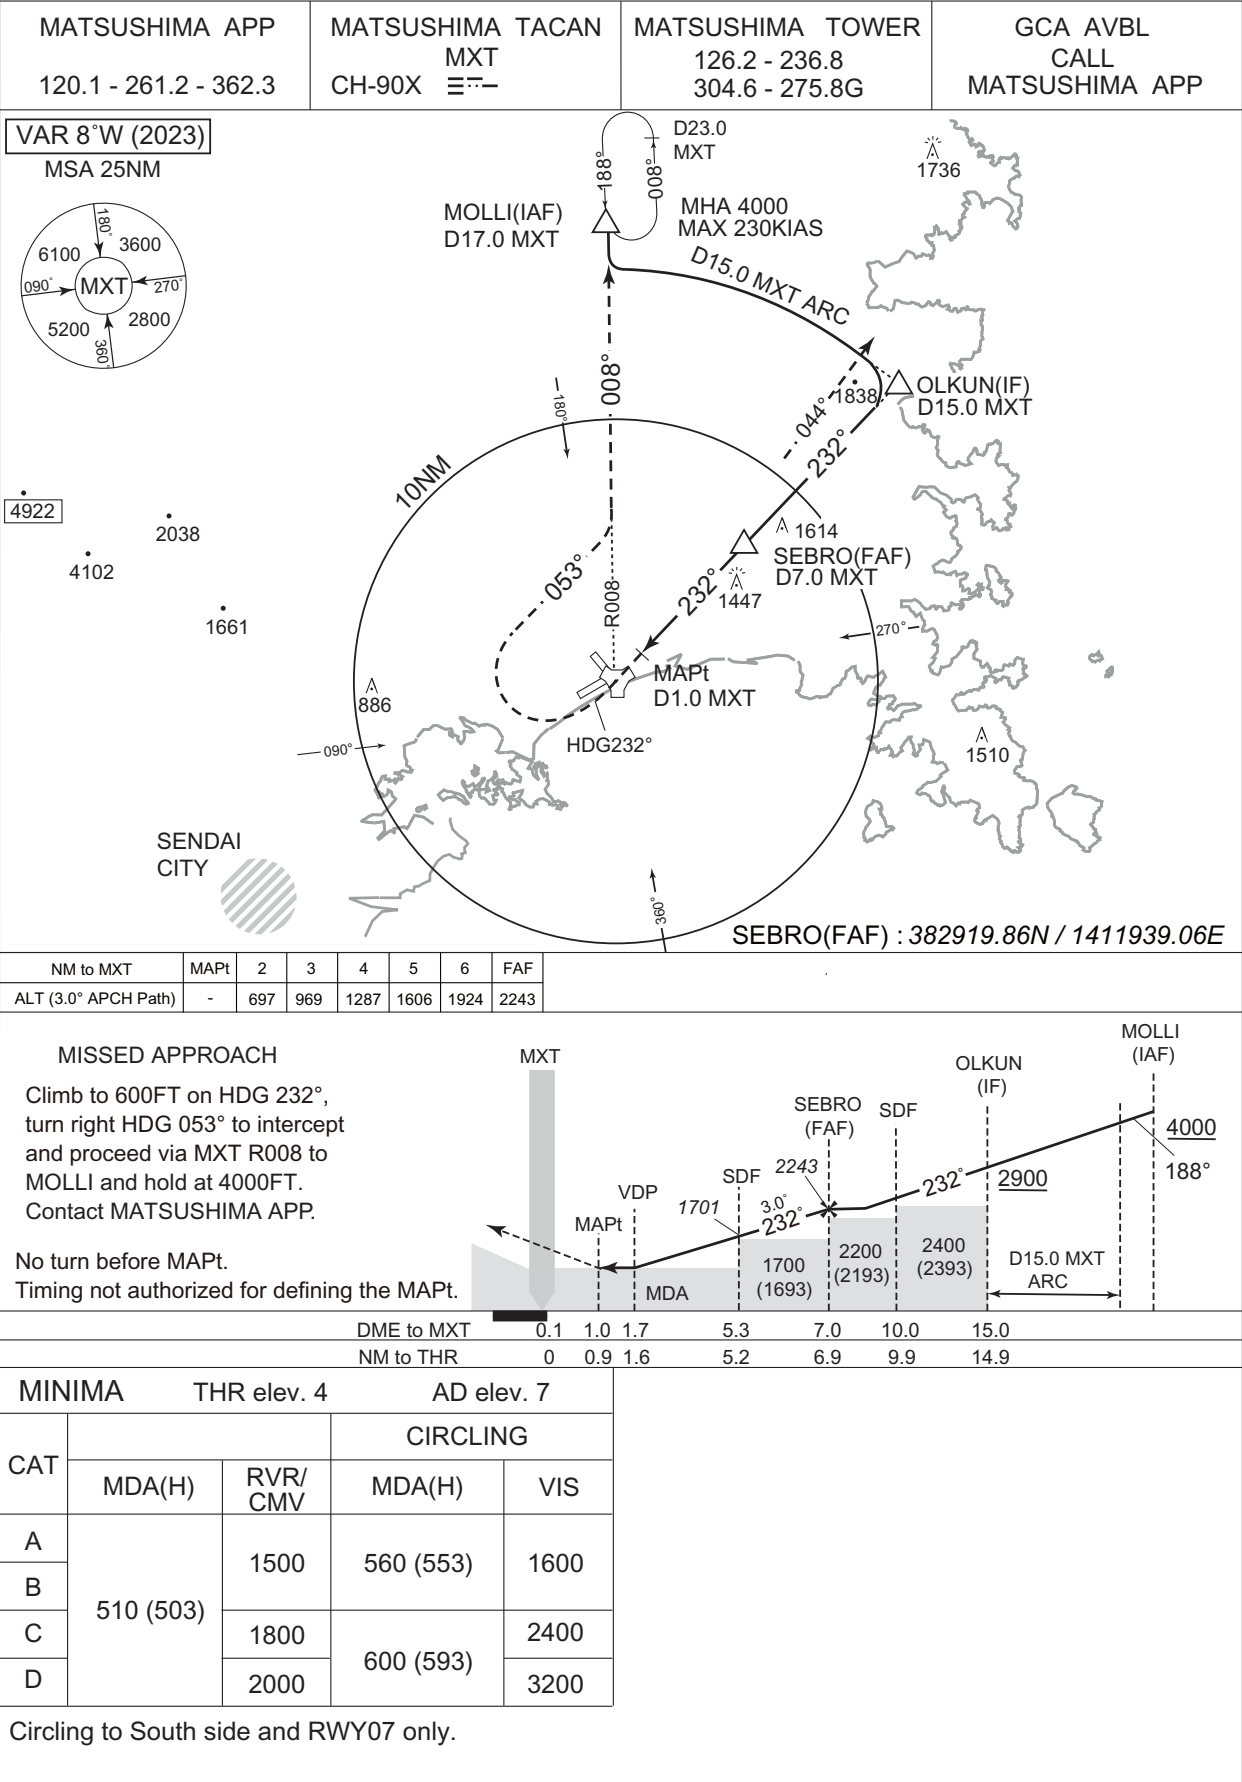 MATSUSHIMA APP
120.1 - 261.2 - 362.3
MATSUSHIMA TACAN
MXT
CH-90X
MATSUSHIMA TOWER
126.2 - 236.8
304.6 - 275.8G
GCA AVBL
CALL
MATSUSHIMA APP
VAR 8°W (2023)
MSA 25NM
180°
6100
3600
090°
MXT
270°
5200
2800
360°
D23.0
MXT
188°
008°
MOLLI(IAF)
D17.0 MXT
MHA 4000
MAX 230KIAS
D15.0 MXT ARC
1736
008°
180°
1838
044°
232°
OLKUN(IF)
D15.0 MXT
10NM
4922
2038
4102
1661
1614
SEBRO(FAF)
D7.0 MXT
053°
R008
232°
1447
270°
MAPt
D1.0 MXT
886
HDG232°
090°
1510
SENDAI
CITY
360°
SEBRO(FAF) : 382919.86N / 1411939.06E
NM to MXT MAPt 2 3 4 5 6 FAF
ALT (3.0° APCH Path) - 697 969 1287 1606 1924 2243
MISSED APPROACH
Climb to 600FT on HDG 232°,
turn right HDG 053° to intercept
and proceed via MXT R008 to
MOLLI and hold at 4000FT.
Contact MATSUSHIMA APP.
No turn before MAPt.
Timing not authorized for defining the MAPt.
MXT
MAPt
VDP
SDF
1701
SEBRO
(FAF)
2243
3.0°
232°
SDF
OLKUN
(IF)
232°
2900
MOLLI
(IAF)
4000
188°
MDA
1700
(1693)
2200
(2193)
2400
(2393)
D15.0 MXT
ARC
DME to MXT 0.1 1.0 1.7 5.3 7.0 10.0 15.0
NM to THR 0 0.9 1.6 5.2 6.9 9.9 14.9
MINIMA THR elev. 4 AD elev. 7
CAT
CIRCLING
MDA(H)
RVR/
CMV
MDA(H)
VIS
A
B
C
D
510 (503)
1500
1800
2000
560 (553)
600 (593)
1600
2400
3200
Circling to South side and RWY07 only.